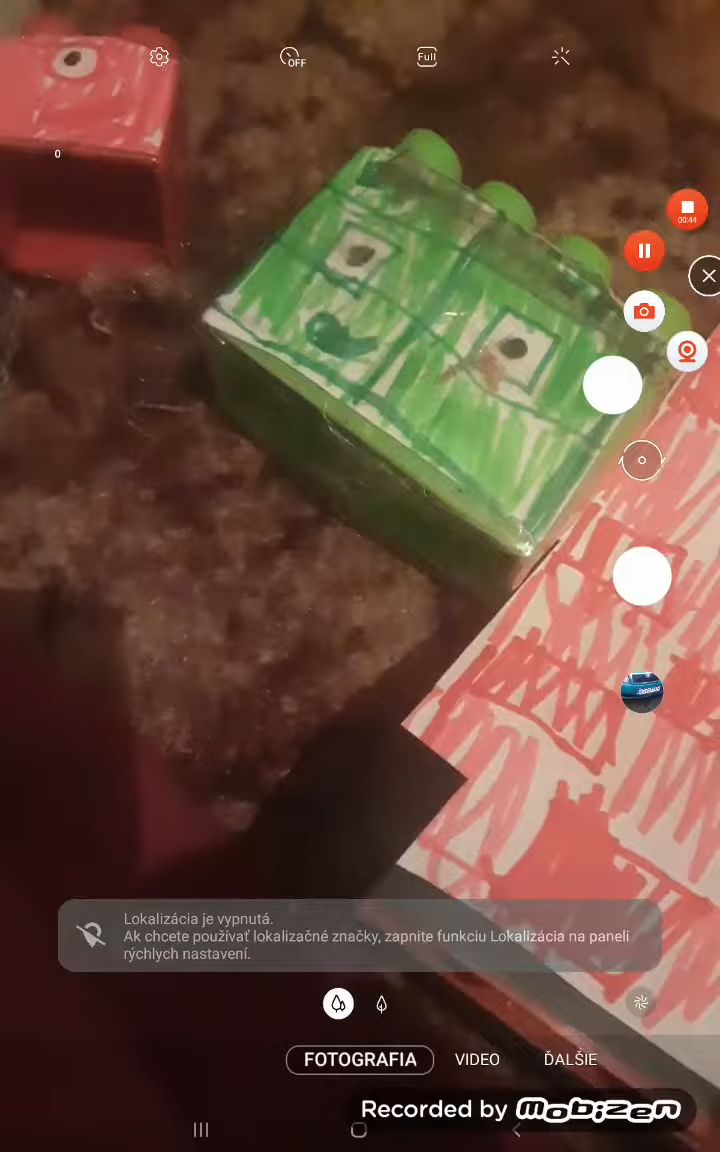 OFF
Full
0
00:44
Lokalizácia je vypnutá.
Ak chcete používať lokalizačné značky, zapnite funkciu Lokalizácia na paneli
rýchlych nastavení.
FOTOGRAFIA
VIDEO
ĎALŠIE
Recorded by mobizen